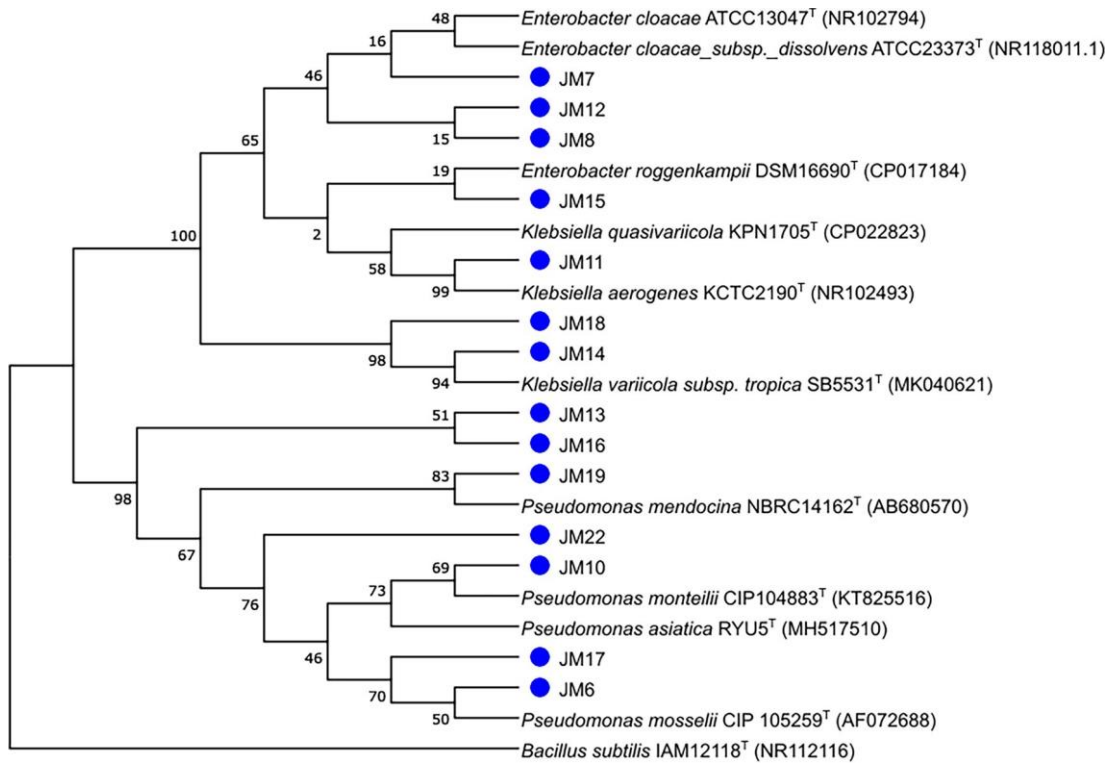 48 Enterobacter cloacae ATCC13047ᵀ (NR102794)
16
Enterobacter cloacae_subsp._dissolvens ATCC23373ᵀ (NR118011.1)
46 JM7
JM12
65 15 JM8
19 Enterobacter roggenkampii DSM16690ᵀ (CP017184)
JM15
100 2 Klebsiella quasivariicola KPN1705ᵀ (CP022823)
58 JM11
99 Klebsiella aerogenes KCTC2190ᵀ (NR102493)
JM18
98 JM14
94 Klebsiella variicola subsp. tropica SB5531ᵀ (MK040621)
51 JM13
JM16
83 JM19
98 Pseudomonas mendocina NBRC14162ᵀ (AB680570)
67 JM22
69 JM10
76 73 Pseudomonas monteilii CIP104883ᵀ (KT825516)
Pseudomonas asiatica RYU5ᵀ (MH517510)
46 JM17
70 JM6
50 Pseudomonas mosselii CIP 105259ᵀ (AF072688)
Bacillus subtilis IAM12118ᵀ (NR112116)